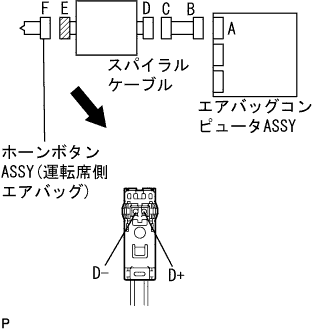 F E D C B
A
スパイラル
ケーブル
エアバッグコン
ピュータASSY
ホーンボタン
ASSY(運転席側
エアバッグ)
D- D+
P